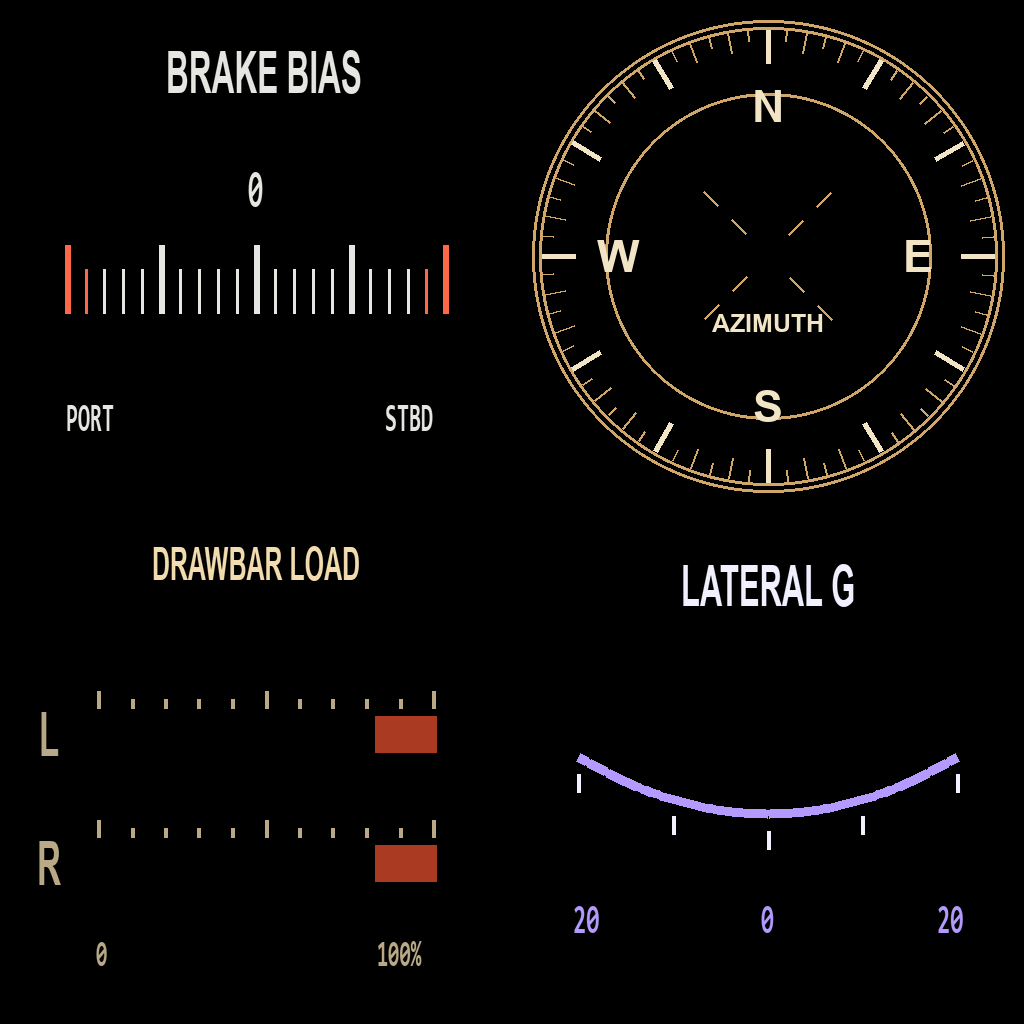 BRAKE BIAS
0
PORT STBD
N
W E
AZIMUTH
S
DRAWBAR LOAD
L
R
0 100%
LATERAL G
20 0 20